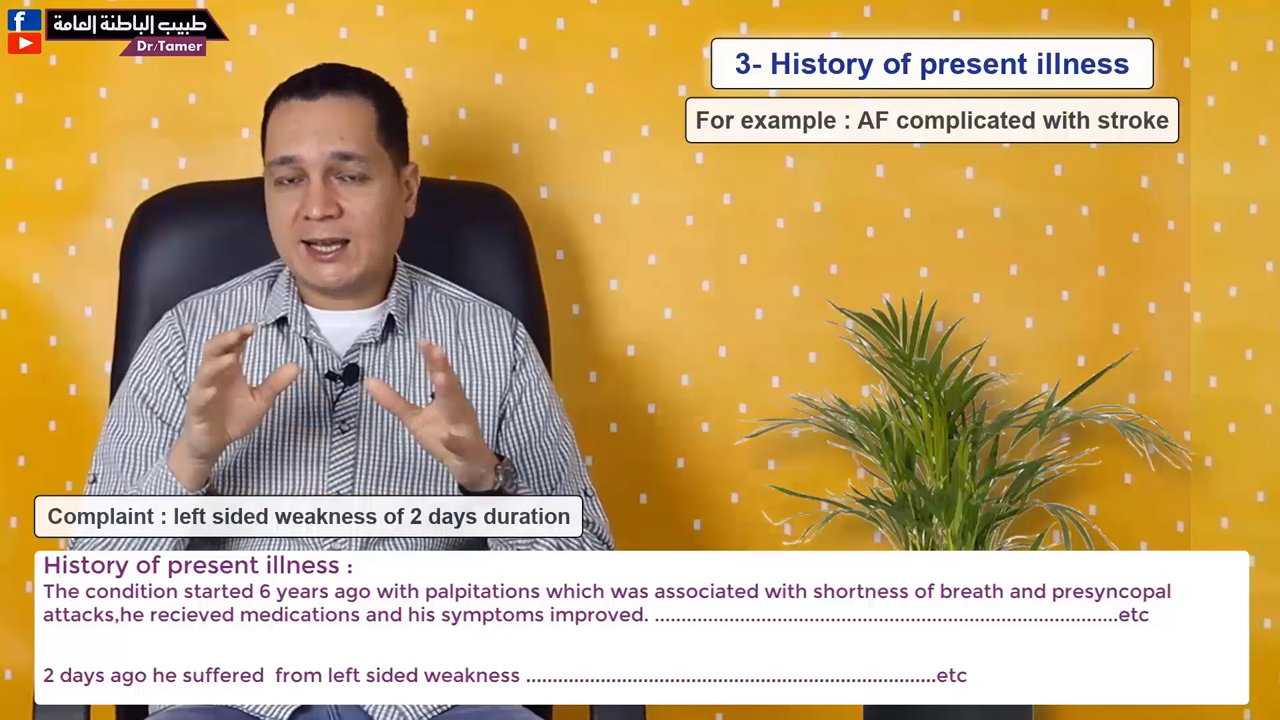 f
طبيب الباطنة العامة
Dr/Tamer
3- History of present illness
For example : AF complicated with stroke
Complaint : left sided weakness of 2 days duration
History of present illness :
The condition started 6 years ago with palpitations which was associated with shortness of breath and presyncopal
attacks,he recieved medications and his symptoms improved. ....................................................................................etc
2 days ago he suffered  from left sided weakness ..........................................................................etc